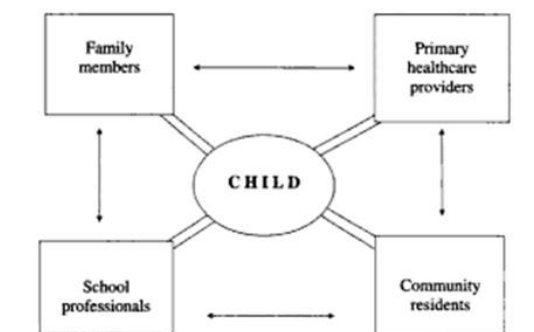 Family
members
Primary
healthcare
providers
CHILD
School
professionals
Community
residents